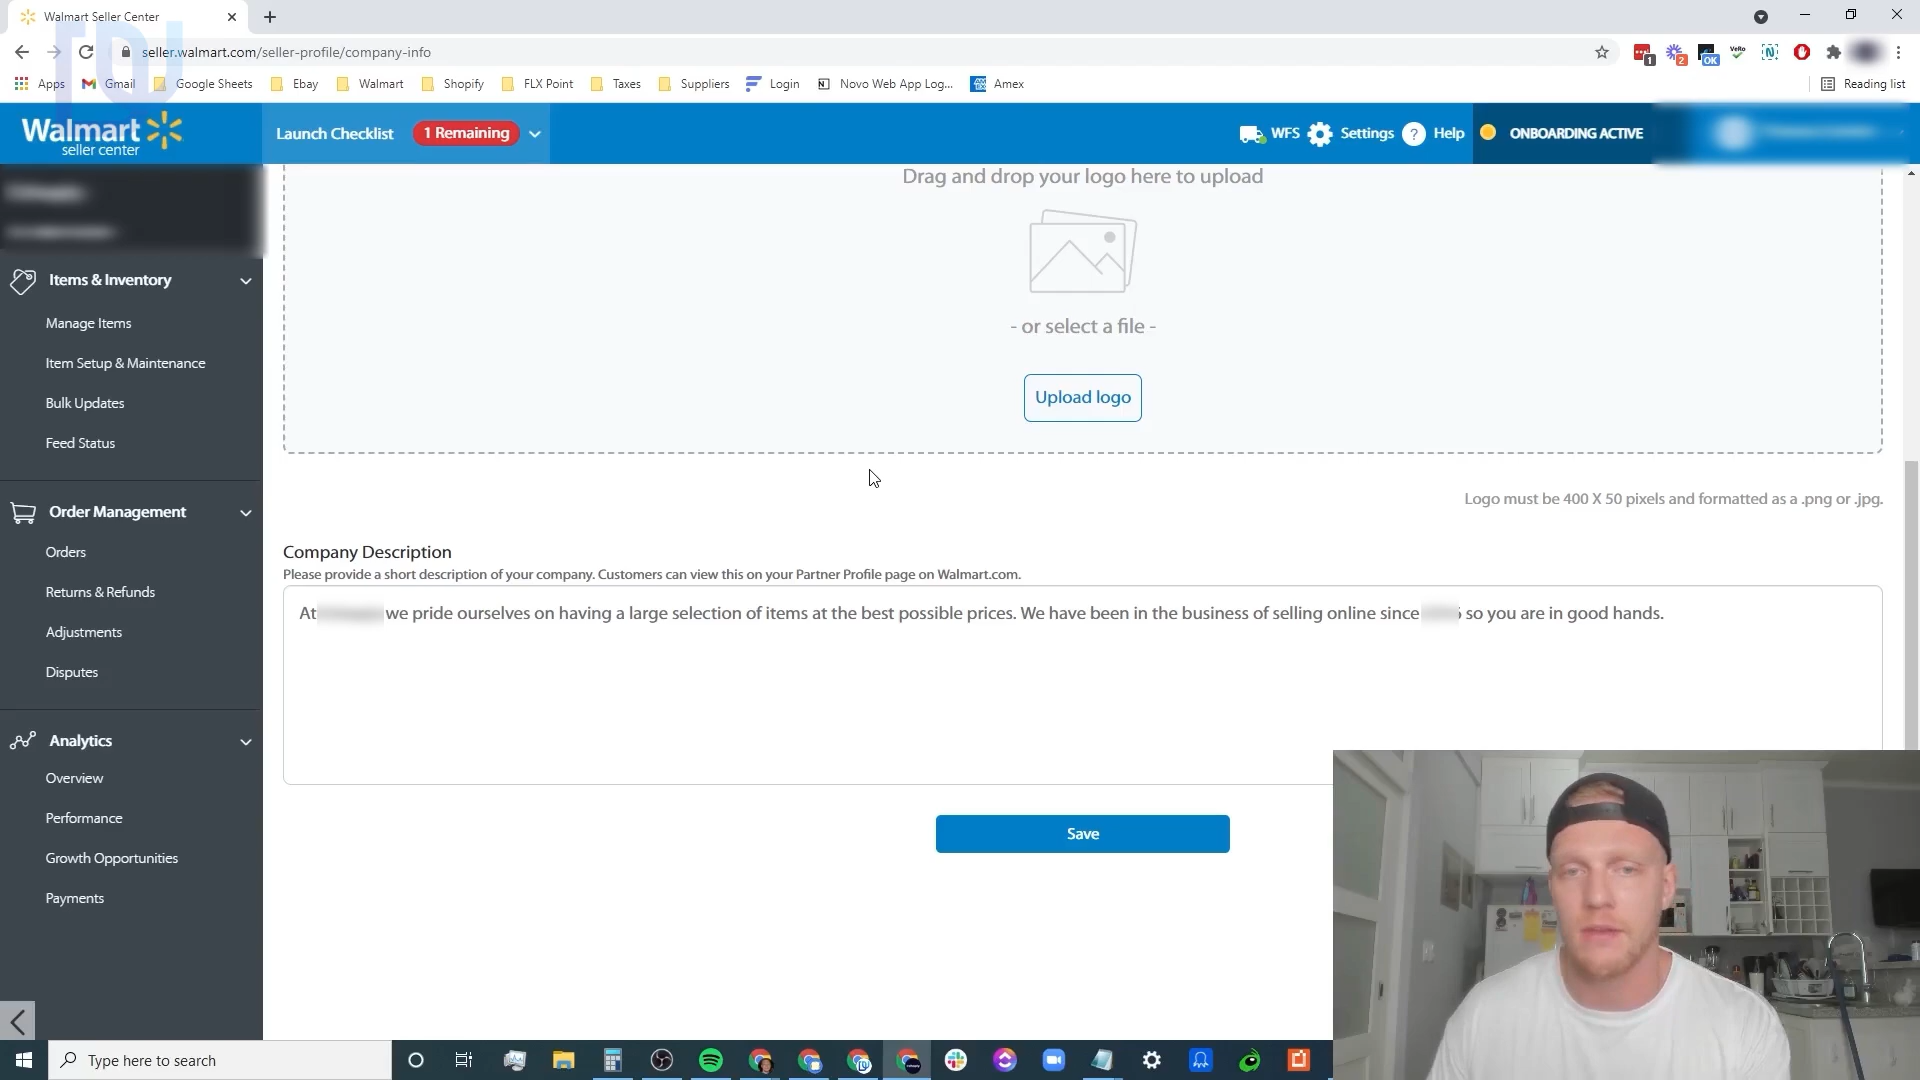 Walmart Seller Center
seller.walmart.com/seller-profile/company-info
1
2
OK
VeRo
N
Apps
Gmail
Google Sheets
Ebay
Walmart
Shopify
FLX Point
Taxes
Suppliers
Login
Novo Web App Log...
Amex
Reading list
TDJ
Walmart
seller center
Launch Checklist
1 Remaining
WFS
Settings
? Help
ONBOARDING ACTIVE
Items & Inventory
Manage Items
Item Setup & Maintenance
Bulk Updates
Feed Status
Order Management
Orders
Returns & Refunds
Adjustments
Disputes
Analytics
Overview
Performance
Growth Opportunities
Payments
Drag and drop your logo here to upload
- or select a file -
Upload logo
Logo must be 400 X 50 pixels and formatted as a .png or .jpg.
Company Description
Please provide a short description of your company. Customers can view this on your Partner Profile page on Walmart.com.
At we pride ourselves on having a large selection of items at the best possible prices. We have been in the business of selling online since so you are in good hands.
Save
Type here to search